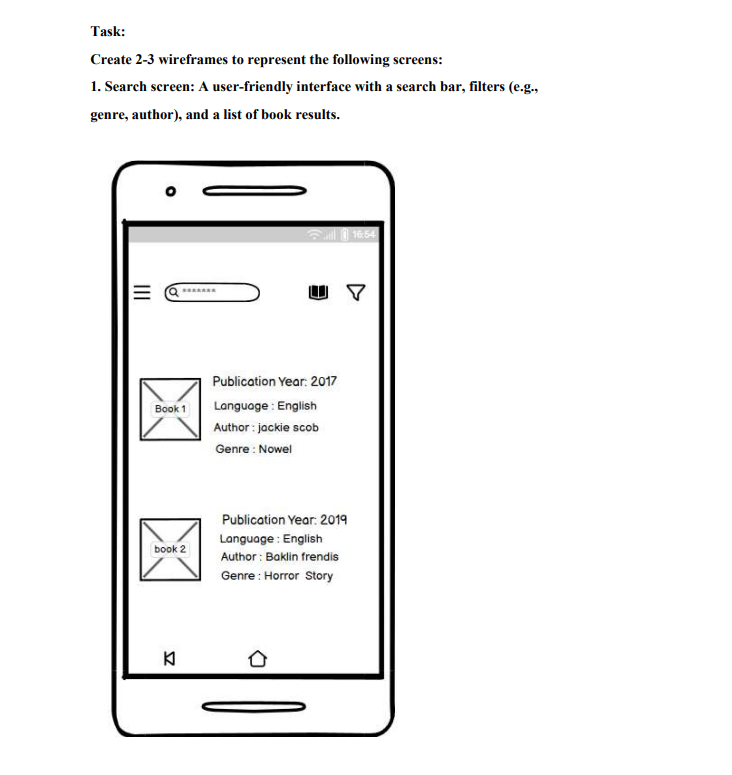 Task:
Create 2-3 wireframes to represent the following screens:
1. Search screen: A user-friendly interface with a search bar, filters (e.g.,
genre, author), and a list of book results.
16:54
*******
Publication Year: 2017
Book 1
Language : English
Author : jackie scob
Genre : Nowel
Publication Year: 2019
Language : English
book 2
Author : Baklin frendis
Genre : Horror Story